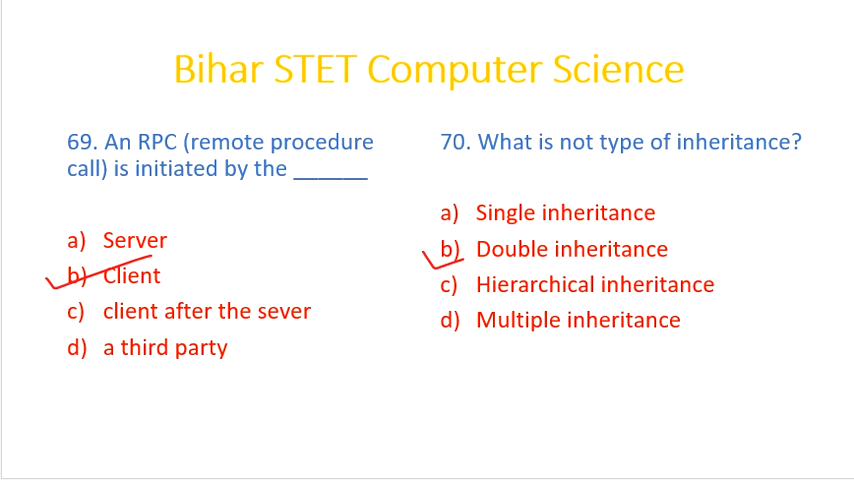 Bihar STET Computer Science
69. An RPC (remote procedure
call) is initiated by the ______
a) Server
b) Client
c) client after the sever
d) a third party
70. What is not type of inheritance?
a) Single inheritance
b) Double inheritance
c) Hierarchical inheritance
d) Multiple inheritance